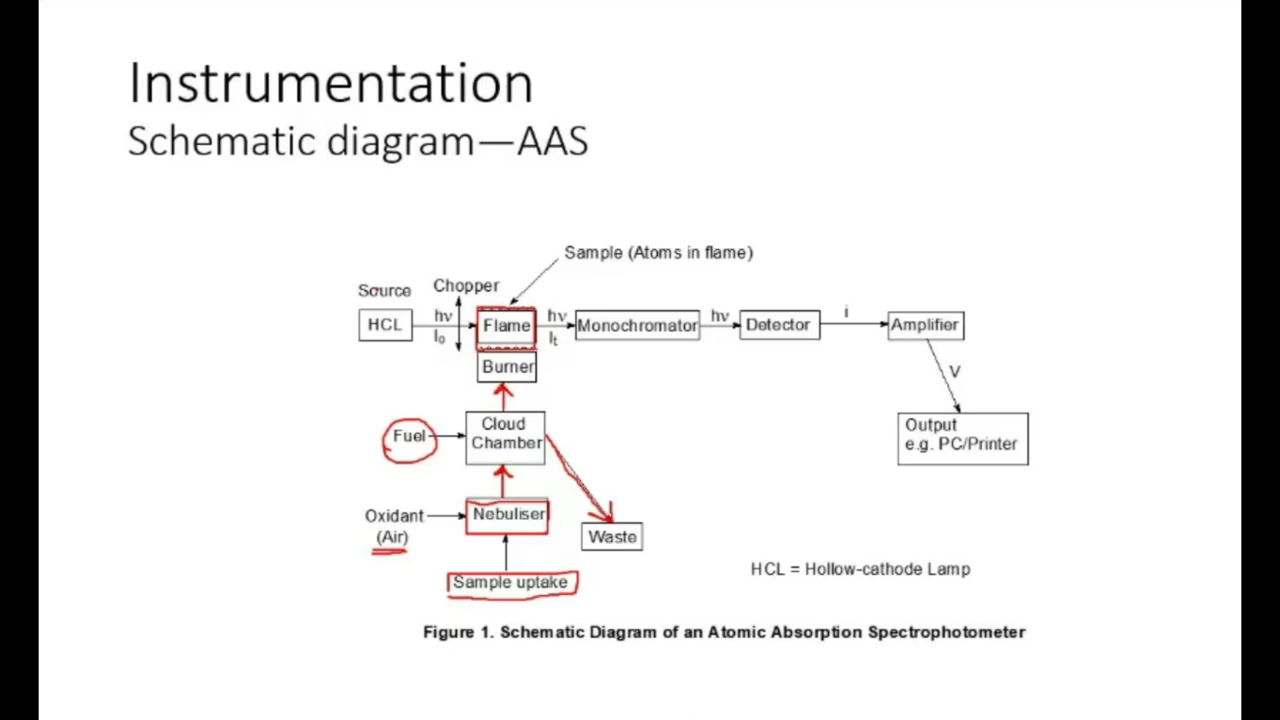 Instrumentation
Schematic diagram—AAS
Sample (Atoms in flame)
Source
Chopper
HCL
hν
I₀
Flame
hν
Iₜ
Monochromator
hν
Detector
i
Amplifier
Burner
V
Fuel
Cloud
Chamber
Output
e.g. PC/Printer
Oxidant
(Air)
Nebuliser
Waste
Sample uptake
HCL = Hollow-cathode Lamp
Figure 1. Schematic Diagram of an Atomic Absorption Spectrophotometer